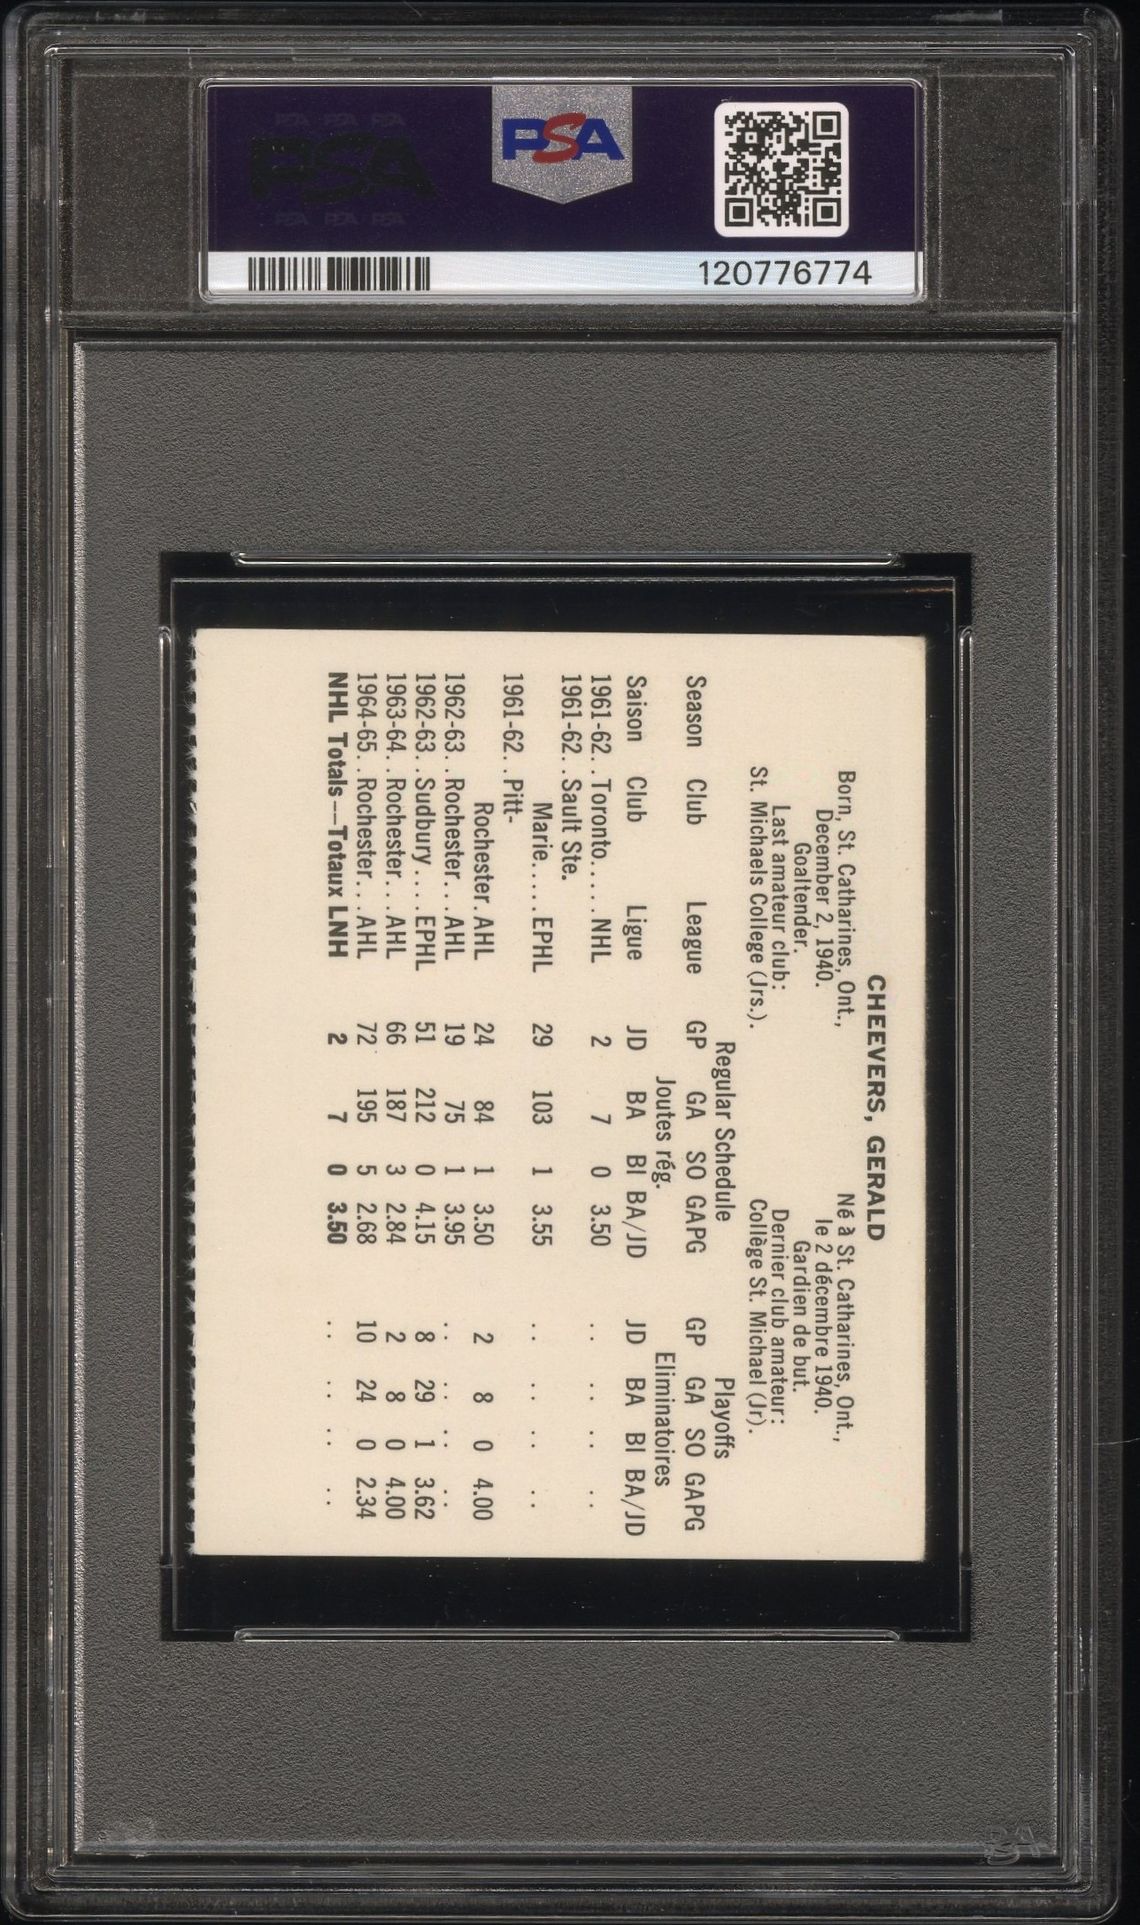 PSA
PSA
120776774
CHEEVERS, GERALD
Born, St. Catharines, Ont.,
December 2, 1940.
Goaltender.
Last amateur club:
St. Michaels College (Jrs.).
Né à St. Catharines, Ont.,
le 2 décembre 1940.
Gardien de but.
Dernier club amateur:
Collège St. Michael (Jr).
Regular Schedule Playoffs
Season Club League GP GA SO GAPG GP GA SO GAPG
Joutes rég. Eliminatoires
Saison Club Ligue JD BA BI BA/JD JD BA BI BA/JD
1961-62. .Toronto.....NHL 2 7 0 3.50 .. .. .. ..
1961-62. .Sault Ste.
Marie.....EPHL 29 103 1 3.55 .. .. .. ..
1961-62. .Pitt-
Rochester. AHL 24 84 1 3.50 2 8 0 4.00
1962-63. .Rochester...AHL 19 75 1 3.95 .. .. .. ..
1962-63. .Sudbury....EPHL 51 212 0 4.15 8 29 1 3.62
1963-64. .Rochester...AHL 66 187 3 2.84 2 8 0 4.00
1964-65. .Rochester...AHL 72 195 5 2.68 10 24 0 2.34
NHL Totals—Totaux LNH 2 7 0 3.50 .. .. .. ..